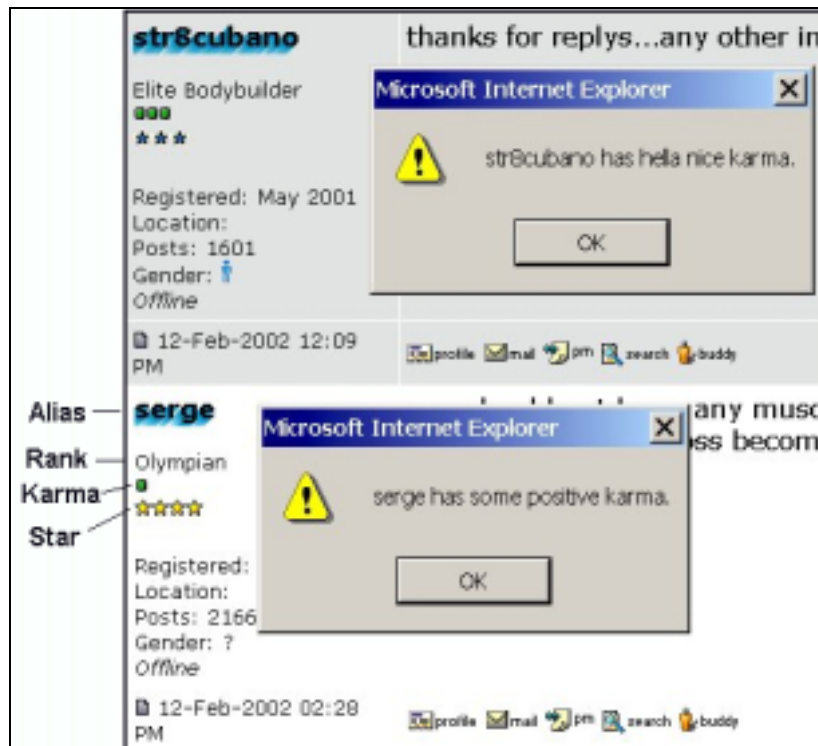 str8cubano
thanks for replys...any other in
Elite Bodybuilder
Microsoft Internet Explorer
str8cubano has hella nice karma.
OK
Registered: May 2001
Location:
Posts: 1601
Gender:
Offline
12-Feb-2002 12:09
PM
profile mail pm search buddy
Alias
serge
any musc
Microsoft Internet Explorer
oss becom
Rank
Olympian
Karma
serge has some positive karma.
Star
OK
Registered:
Location:
Posts: 2166
Gender: ?
Offline
12-Feb-2002 02:28
PM
profile mail pm search buddy